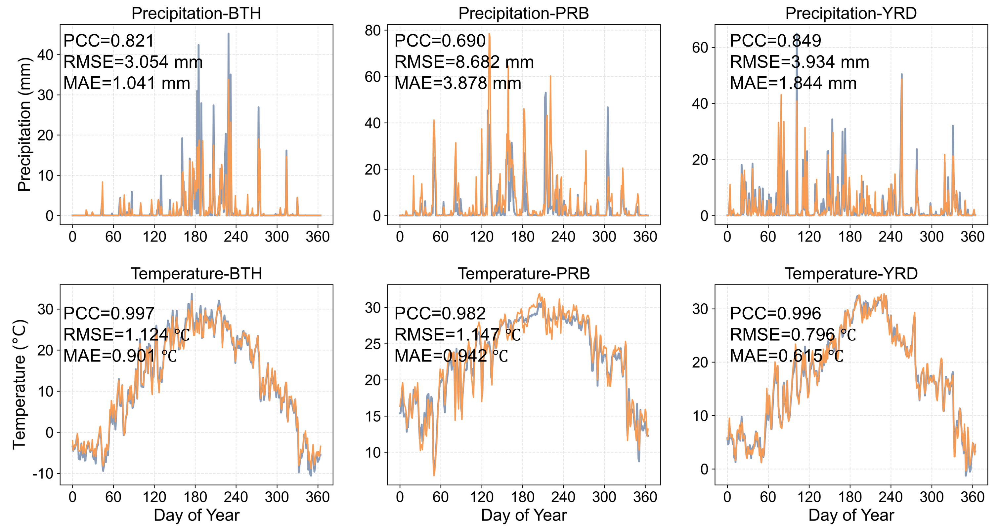 Precipitation-BTH
Precipitation-PRB
Precipitation-YRD
Precipitation (mm)
40
30
20
10
0
PCC=0.821
RMSE=3.054 mm
MAE=1.041 mm
0 60 120 180 240 300 360
80
60
40
20
0
PCC=0.690
RMSE=8.682 mm
MAE=3.878 mm
0 60 120 180 240 300 360
60
40
20
0
PCC=0.849
RMSE=3.934 mm
MAE=1.844 mm
0 60 120 180 240 300 360
Temperature-BTH
Temperature-PRB
Temperature-YRD
Temperature (°C)
30
20
10
0
-10
PCC=0.997
RMSE=1.124 ℃
MAE=0.901 ℃
0 60 120 180 240 300 360
Day of Year
30
25
20
15
10
PCC=0.982
RMSE=1.147 ℃
MAE=0.942 ℃
0 60 120 180 240 300 360
Day of Year
30
20
10
0
PCC=0.996
RMSE=0.796 ℃
MAE=0.615 ℃
0 60 120 180 240 300 360
Day of Year